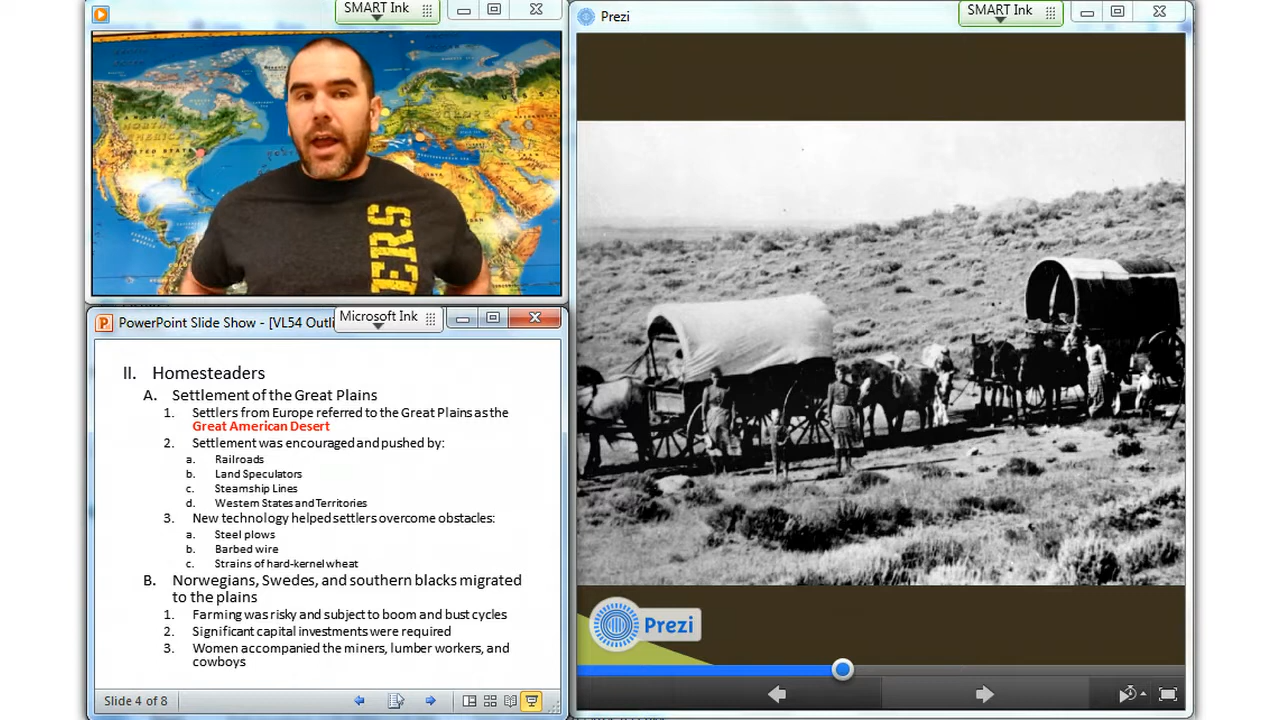 SMART Ink
Prezi
SMART Ink
ERS
PowerPoint Slide Show - [VL54 Outli
Microsoft Ink
II. Homesteaders
A. Settlement of the Great Plains
1. Settlers from Europe referred to the Great Plains as the
Great American Desert
2. Settlement was encouraged and pushed by:
a. Railroads
b. Land Speculators
c. Steamship Lines
d. Western States and Territories
3. New technology helped settlers overcome obstacles:
a. Steel plows
b. Barbed wire
c. Strains of hard-kernel wheat
B. Norwegians, Swedes, and southern blacks migrated
to the plains
1. Farming was risky and subject to boom and bust cycles
2. Significant capital investments were required
3. Women accompanied the miners, lumber workers, and
cowboys
Slide 4 of 8
Prezi